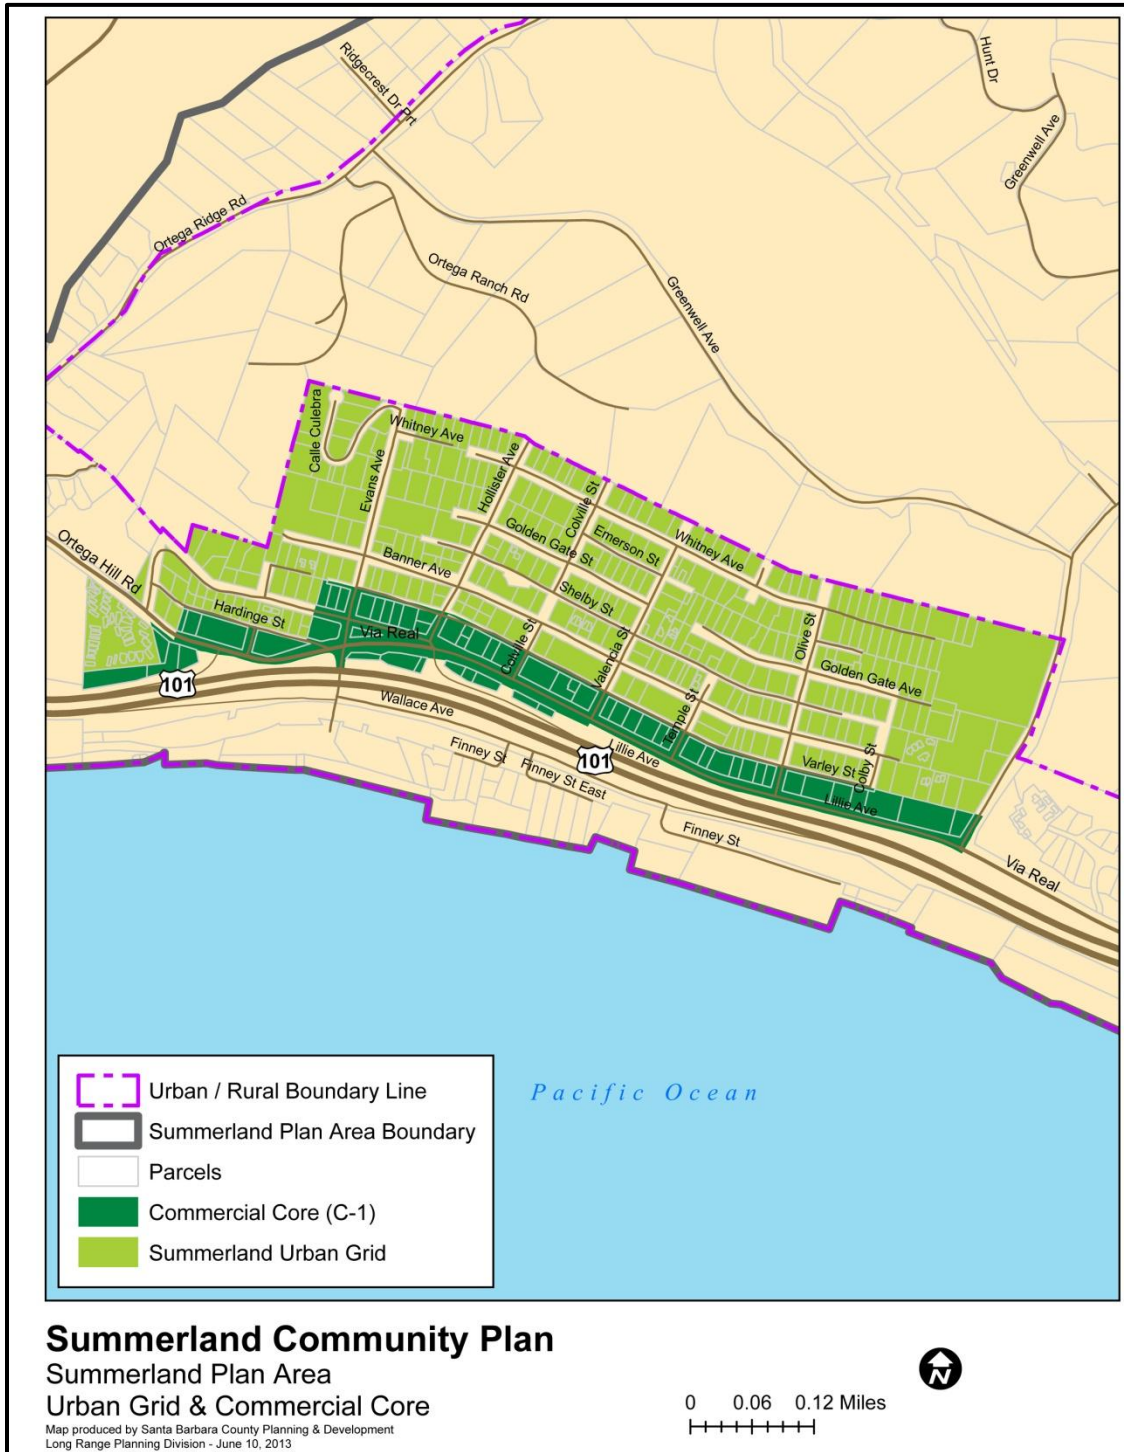 Ridgecrest Dr Prt
Hunt Dr
Greenwell Ave
Ortega Ridge Rd
Ortega Ranch Rd
Greenwell Ave
Calle Culebra
Whitney Ave
Evans Ave
Hollister Ave
Colville St
Golden Gate St
Emerson St
Whitney Ave
Ortega Hill Rd
Banner Ave
Shelby St
Hardinge St
Via Real
Colville St
Valencia St
Olive St
Golden Gate Ave
101
Wallace Ave
Temple St
Finney St
Lillie Ave
101
Finney St East
Varley St
Colby St
Lillie Ave
Finney St
Via Real
Urban / Rural Boundary Line
Summerland Plan Area Boundary
Parcels
Commercial Core (C-1)
Summerland Urban Grid
Pacific Ocean
Summerland Community Plan
Summerland Plan Area
Urban Grid & Commercial Core
Map produced by Santa Barbara County Planning & Development
Long Range Planning Division - June 10, 2013
0 0.06 0.12 Miles
N